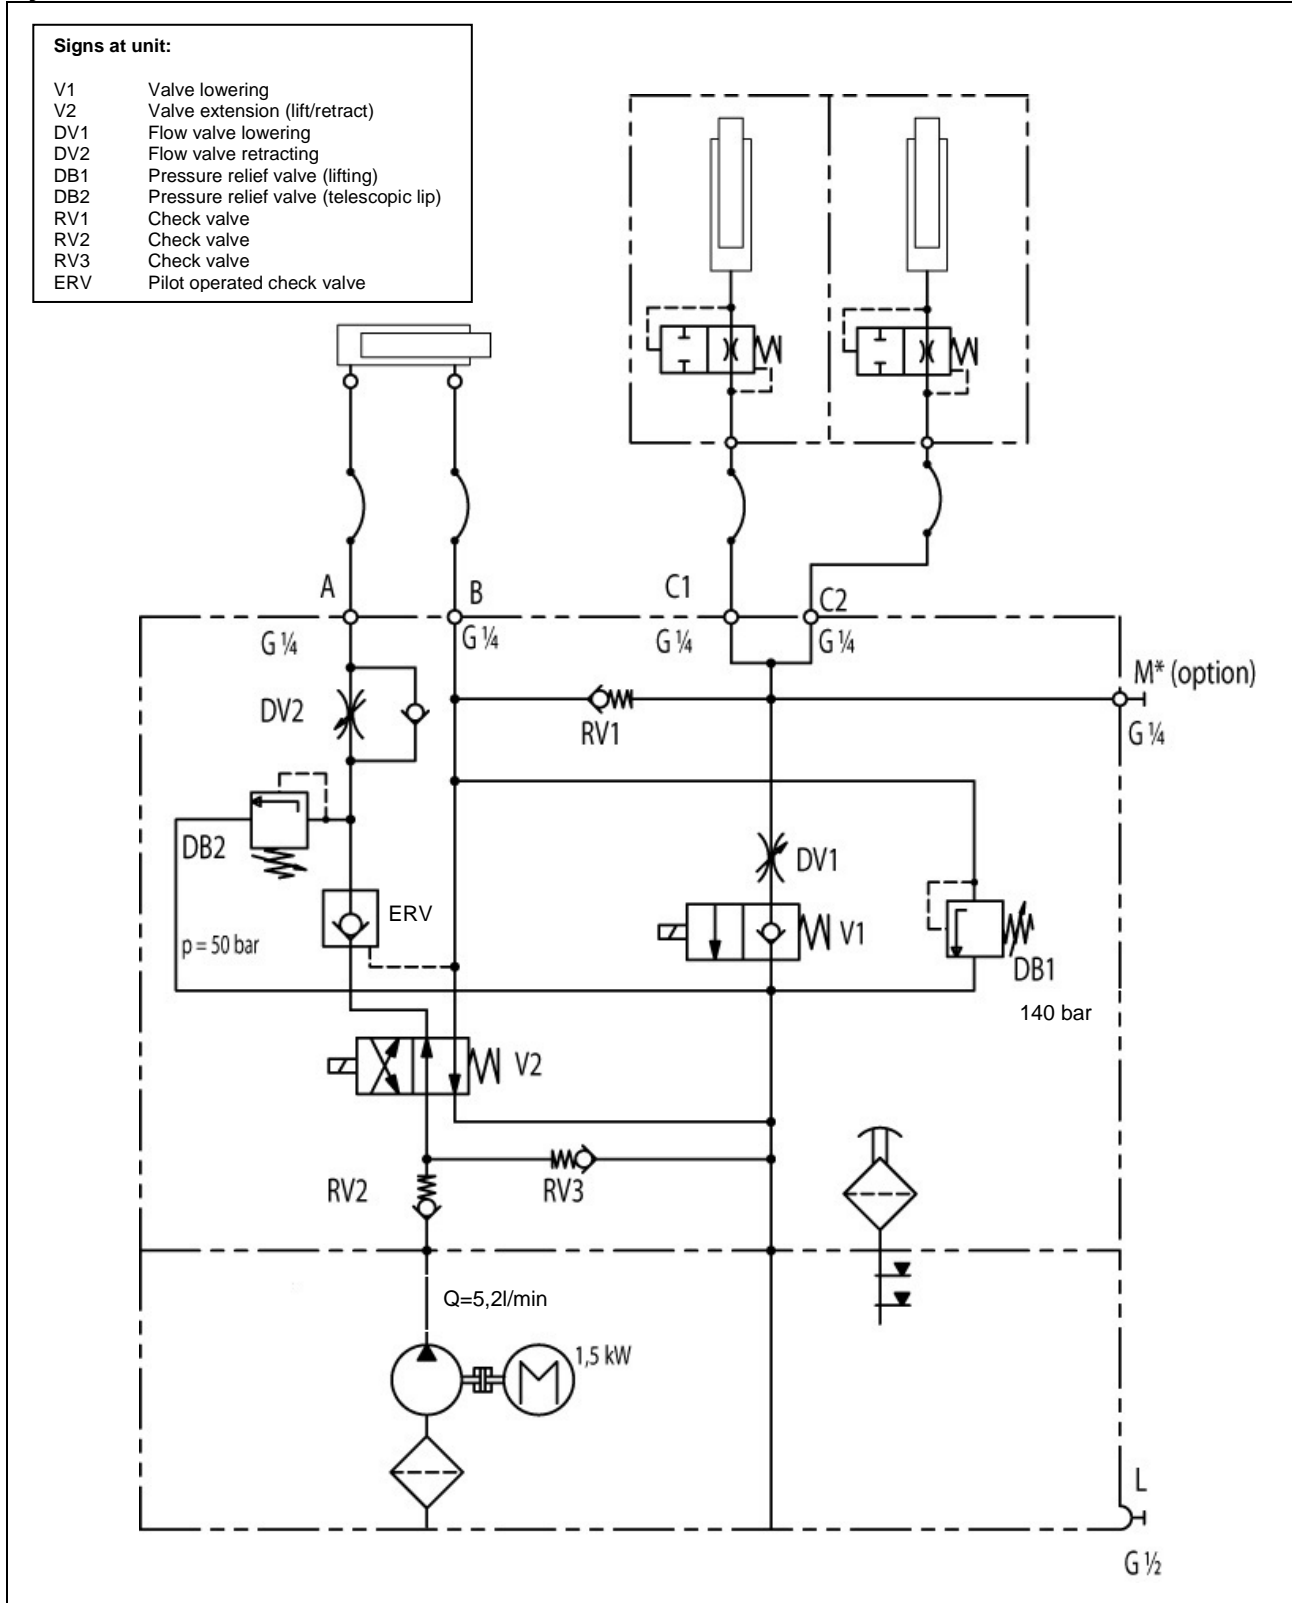 Signs at unit:
V1 Valve lowering
V2 Valve extension (lift/retract)
DV1 Flow valve lowering
DV2 Flow valve retracting
DB1 Pressure relief valve (lifting)
DB2 Pressure relief valve (telescopic lip)
RV1 Check valve
RV2 Check valve
RV3 Check valve
ERV Pilot operated check valve
A
B
C1
C2
G ¼
G ¼
G ¼
G ¼
M* (option)
G ¼
DV2
RV1
DB2
DV1
ERV
V1
p = 50 bar
DB1
140 bar
V2
RV2
RV3
Q=5,2l/min
1,5 kW
M
L
G ½